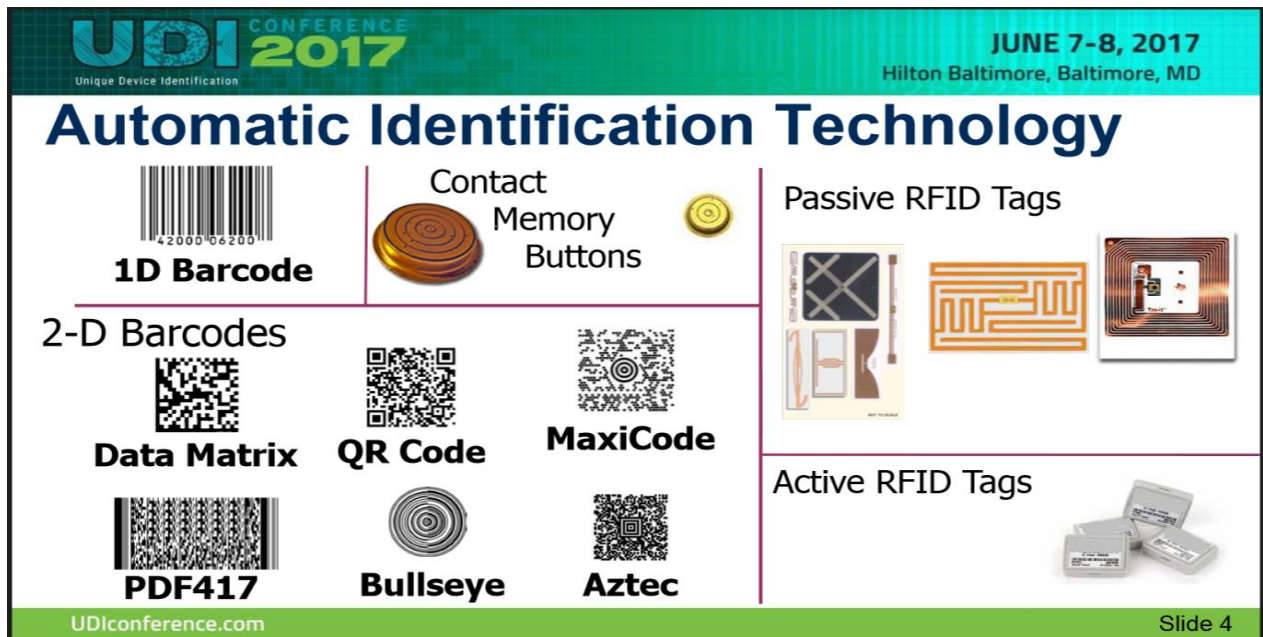 UDI CONFERENCE 2017
Unique Device Identification
JUNE 7-8, 2017
Hilton Baltimore, Baltimore, MD
Automatic Identification Technology
42000 06200
1D Barcode
Contact
Memory
Buttons
Passive RFID Tags
2-D Barcodes
Data Matrix
QR Code
MaxiCode
PDF417
Bullseye
Aztec
Active RFID Tags
UDIconference.com
Slide 4